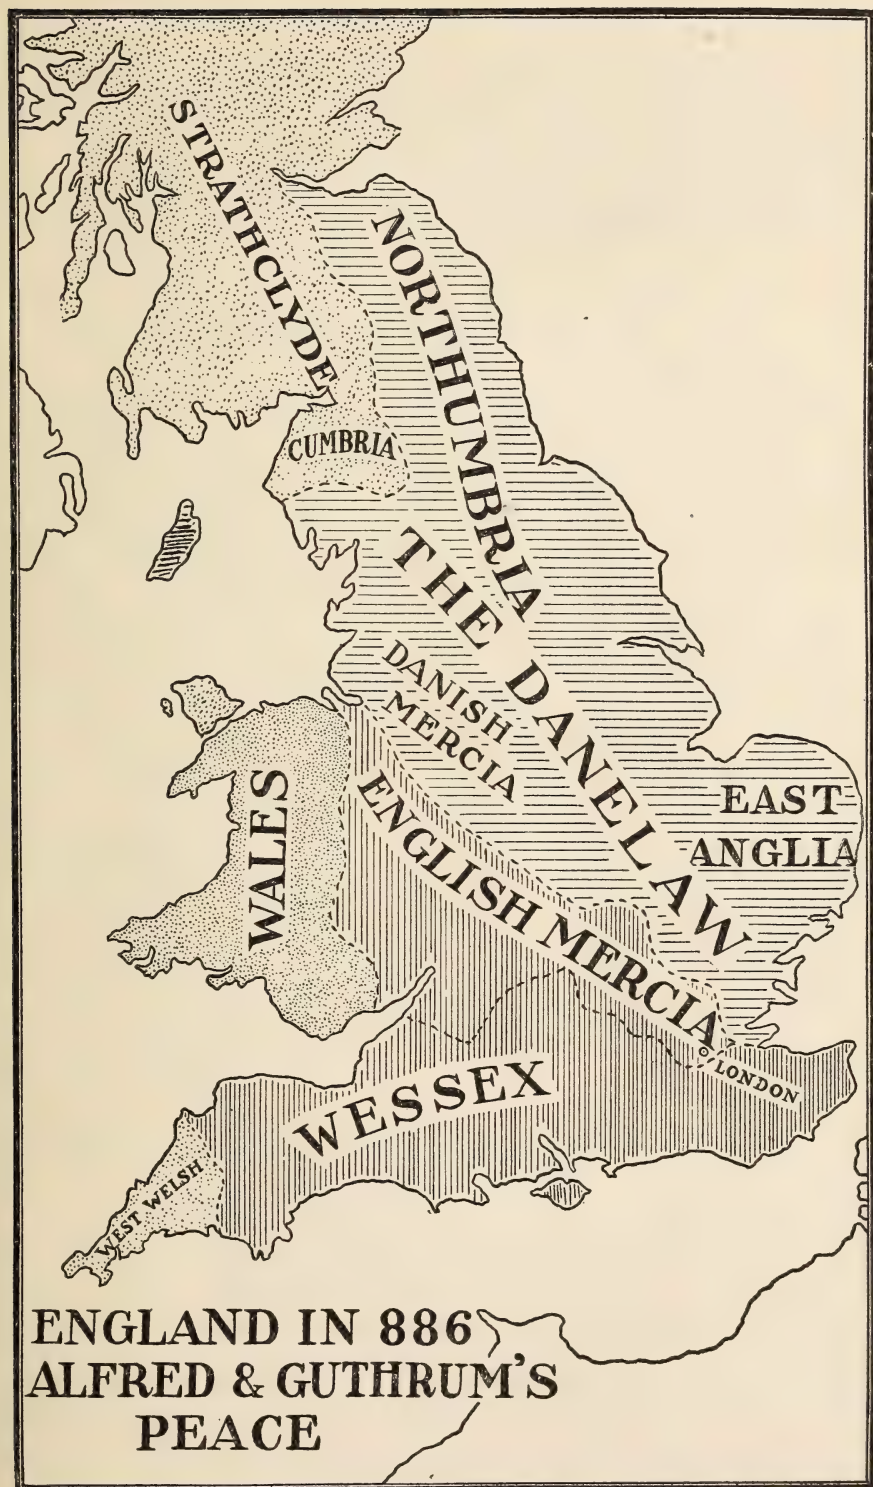 STRATHCLYDE
NORTHUMBRIA
CUMBRIA
THE DANELAW
DANISH
MERCIA
EAST
ANGLIA
ENGLISH MERCIA
WALES
LONDON
WESSEX
WEST WELSH
ENGLAND IN 886
ALFRED & GUTHRUM'S
PEACE